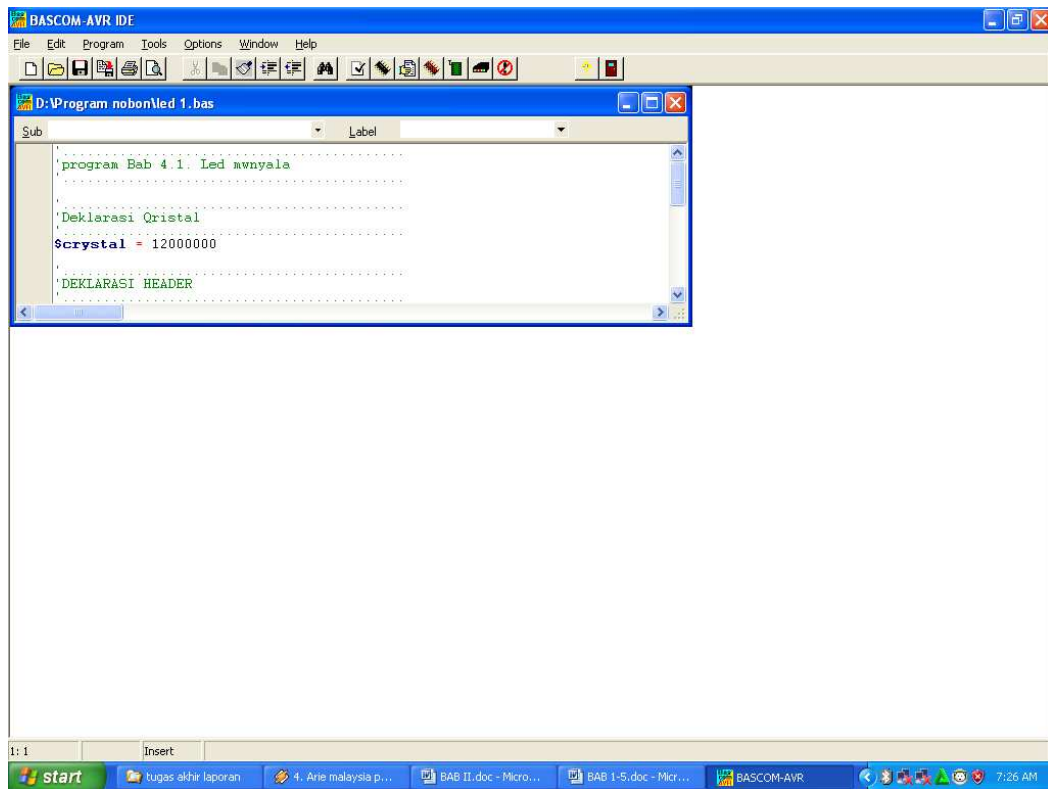 BASCOM-AVR IDE
File Edit Program Tools Options Window Help
D:\Program nobon\led 1.bas
Sub Label
'..........................................
'program Bab 4.1. Led mwnyala
'..........................................
'..........................................
'Deklarasi Qristal
'..........................................
$crystal = 12000000
'..........................................
'DEKLARASI HEADER
'..........................................
1: 1 Insert
start tugas akhir laporan 4. Arie malaysia p... BAB II.doc - Micro... BAB 1-5.doc - Micr... BASCOM-AVR 7:26 AM